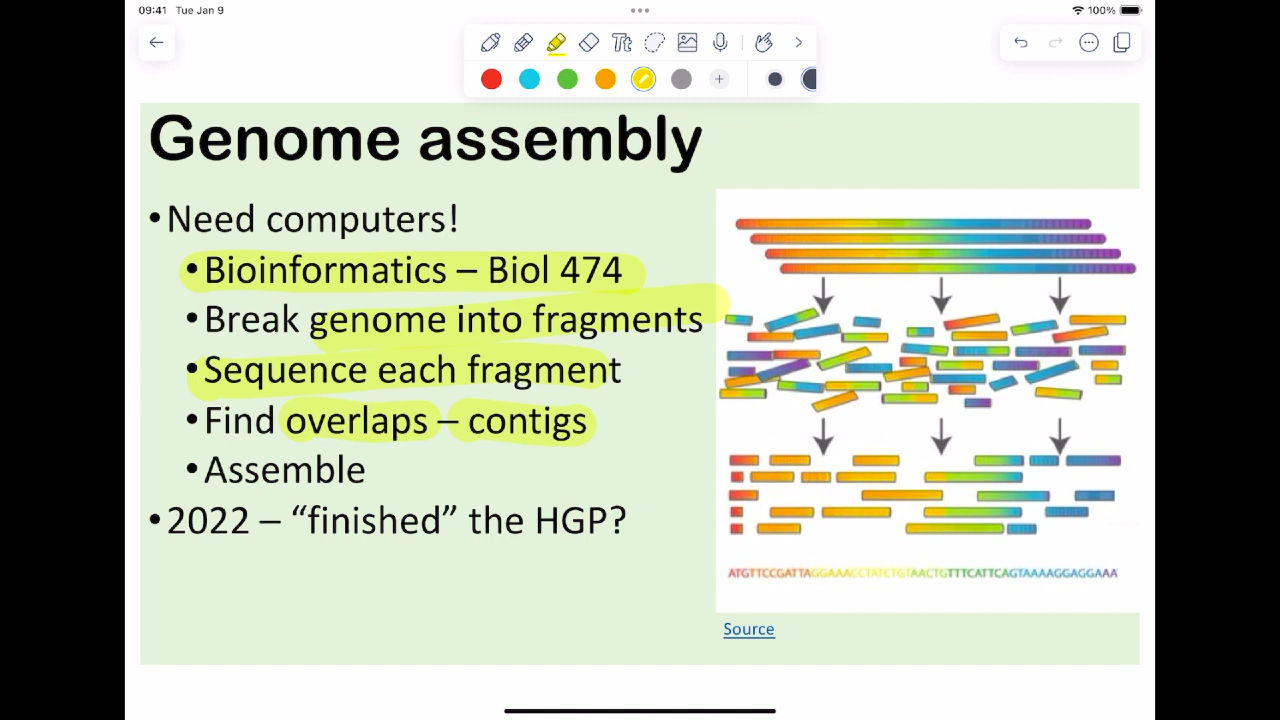 09:41 Tue Jan 9
100%
Tt
Genome assembly
•Need computers!
•Bioinformatics – Biol 474
•Break genome into fragments
•Sequence each fragment
•Find overlaps – contigs
•Assemble
•2022 – “finished” the HGP?
ATGTTCCGATTAGGAAACCTATCTGTAACTGTTTCATTCAGTAAAAGGAGGAAA
Source